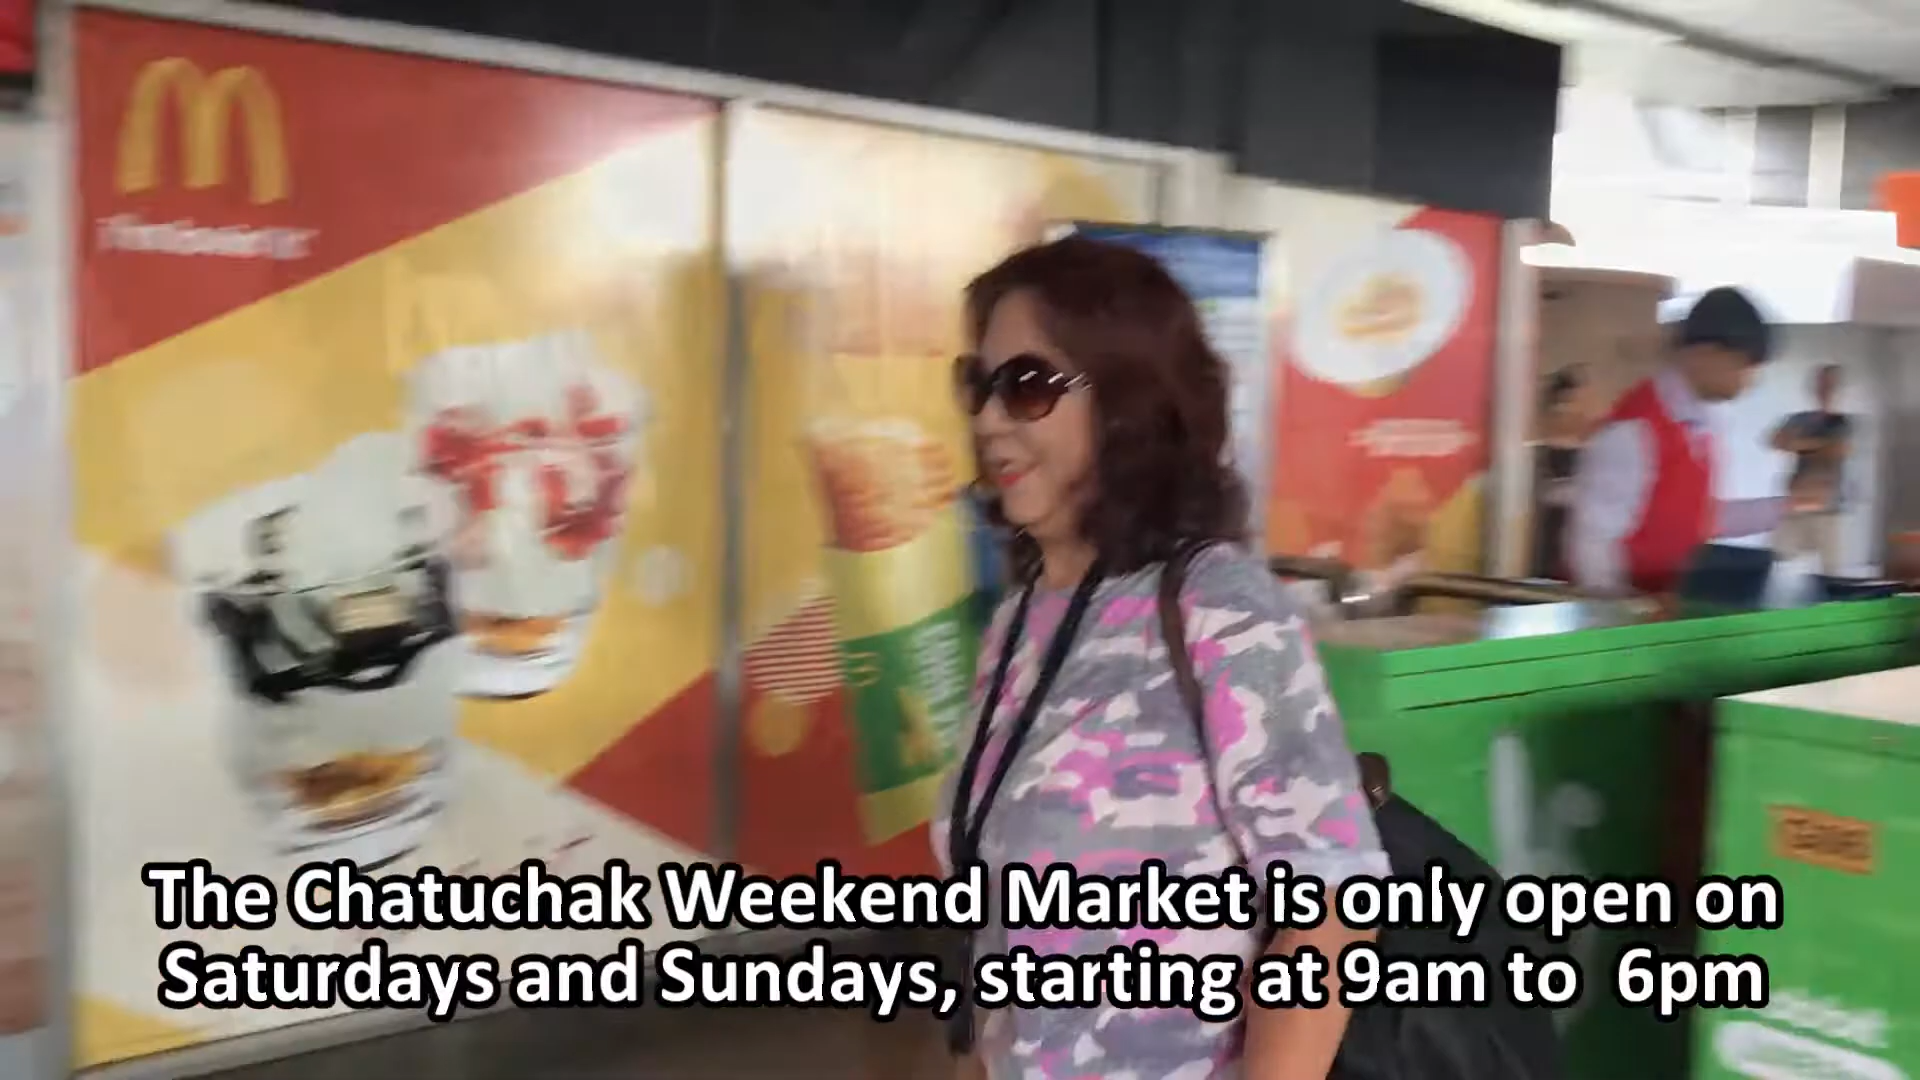 The Chatuchak Weekend Market is only open on
Saturdays and Sundays, starting at 9am to 6pm